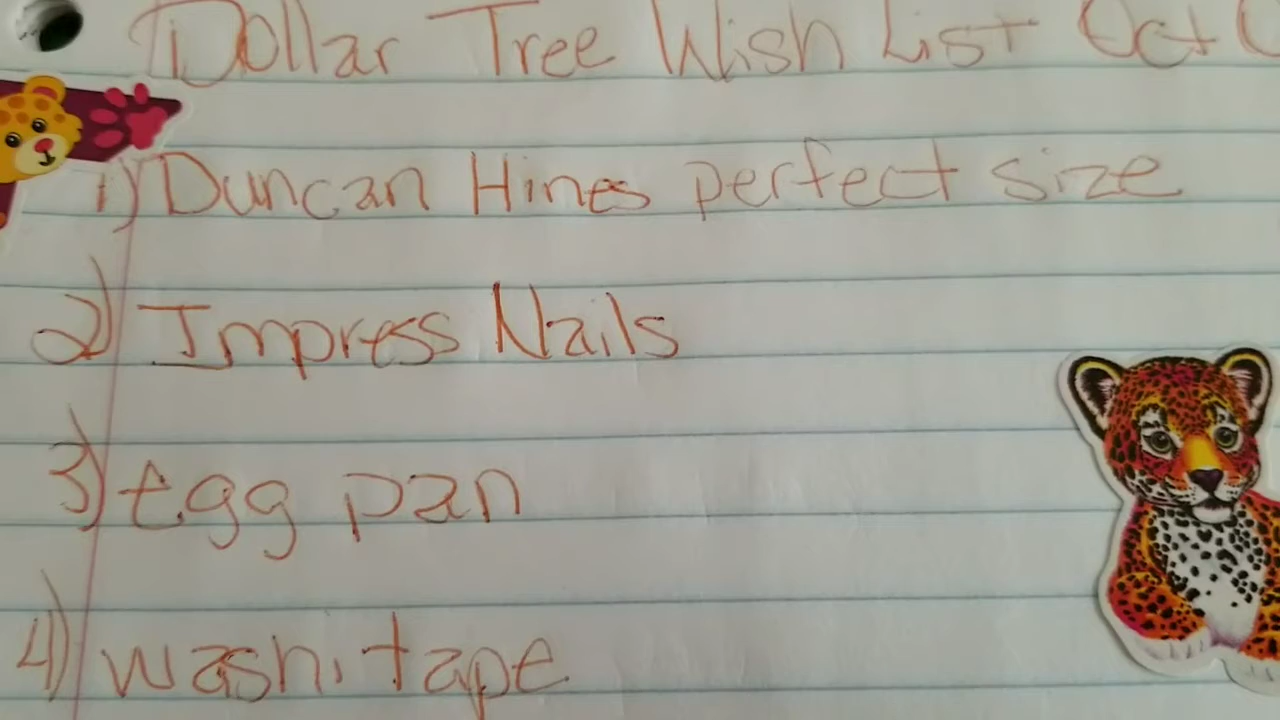 Dollar Tree Wish List Oct
1) Duncan Hines perfect size
2) Impress Nails
3) egg pan
4) washi tape